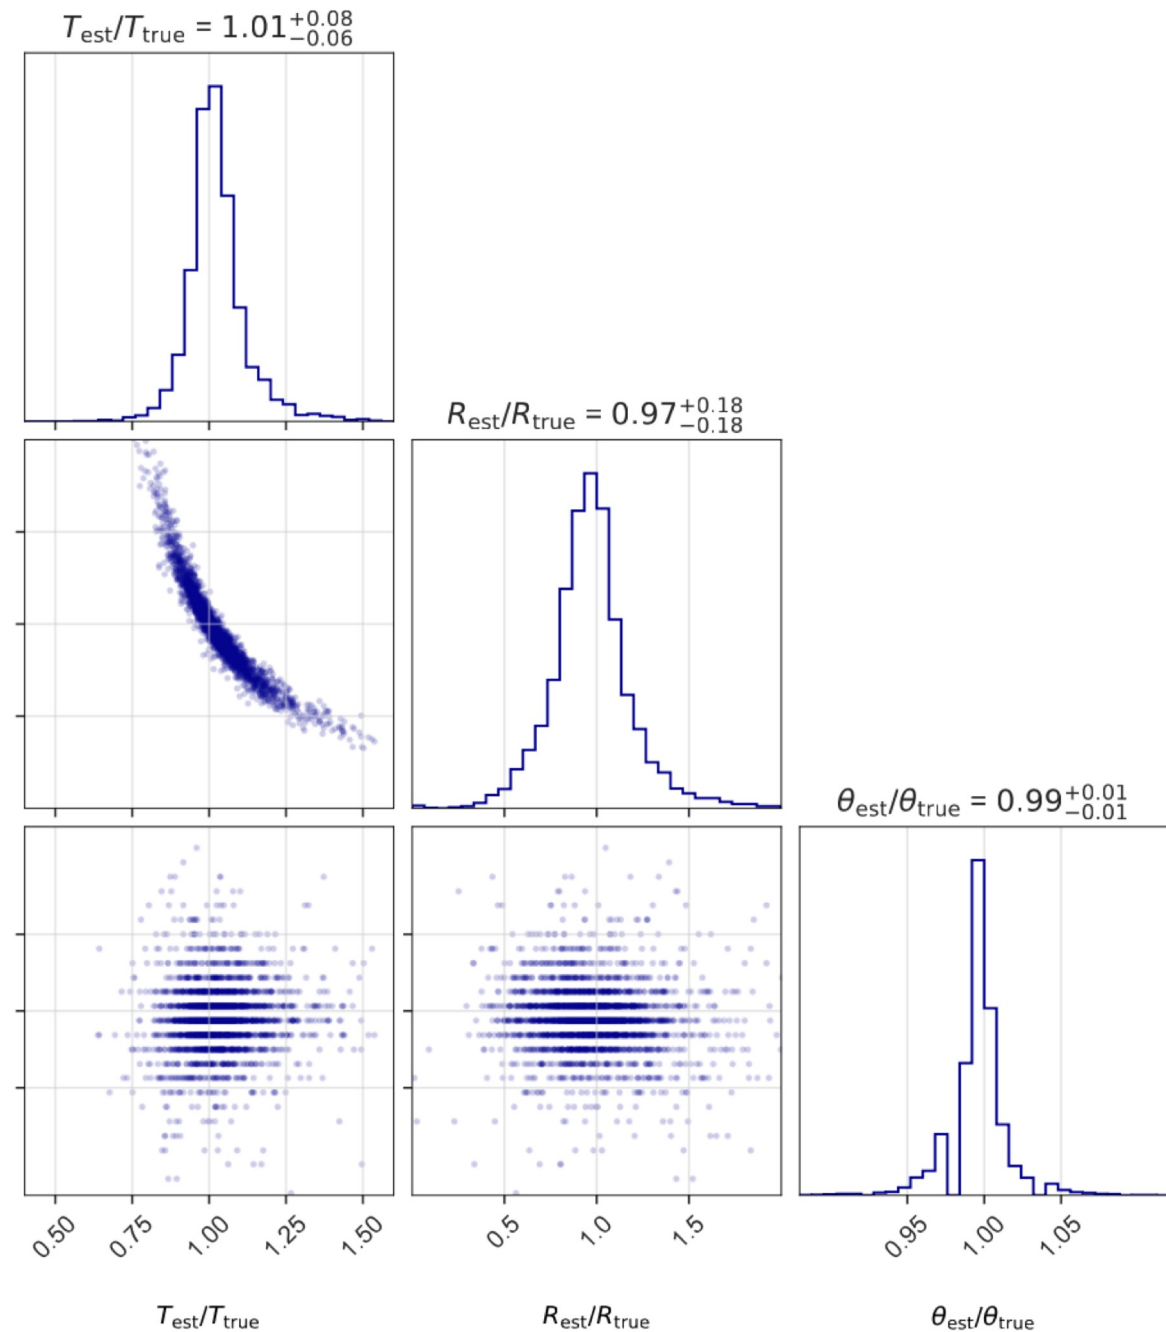 T_est/T_true = 1.01^{+0.08}_{-0.06}
R_est/R_true = 0.97^{+0.18}_{-0.18}
θ_est/θ_true = 0.99^{+0.01}_{-0.01}
0.50 0.75 1.00 1.25 1.50 0.5 1.0 1.5 0.95 1.00 1.05
T_est/T_true R_est/R_true θ_est/θ_true